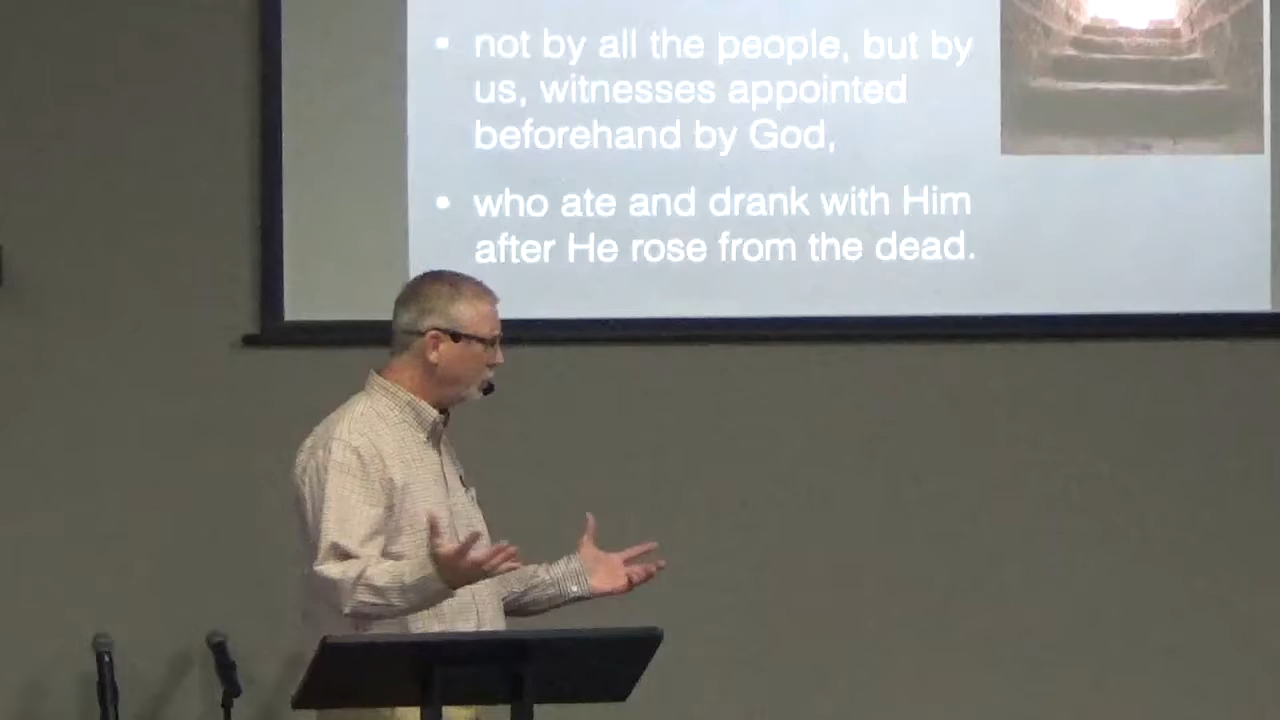 • not by all the people, but by
us, witnesses appointed
beforehand by God,
• who ate and drank with Him
after He rose from the dead.